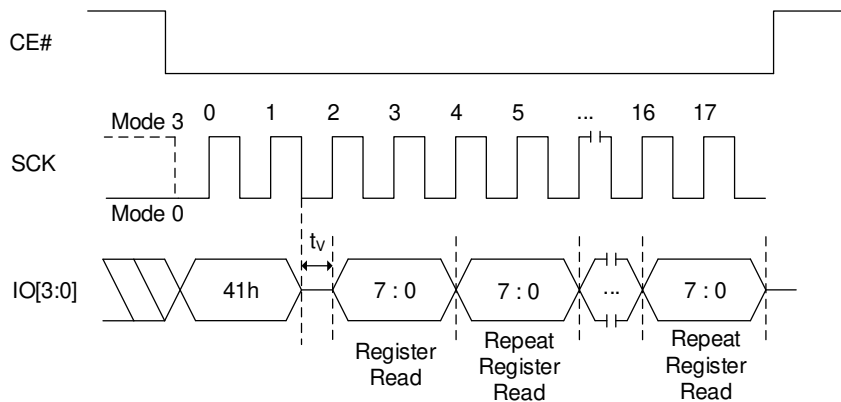 CE#
0 1 2 3 4 5 ... 16 17
Mode 3
SCK
Mode 0
tV
IO[3:0]
41h 7 : 0 7 : 0 ... 7 : 0
Register
Read
Repeat
Register
Read
Repeat
Register
Read